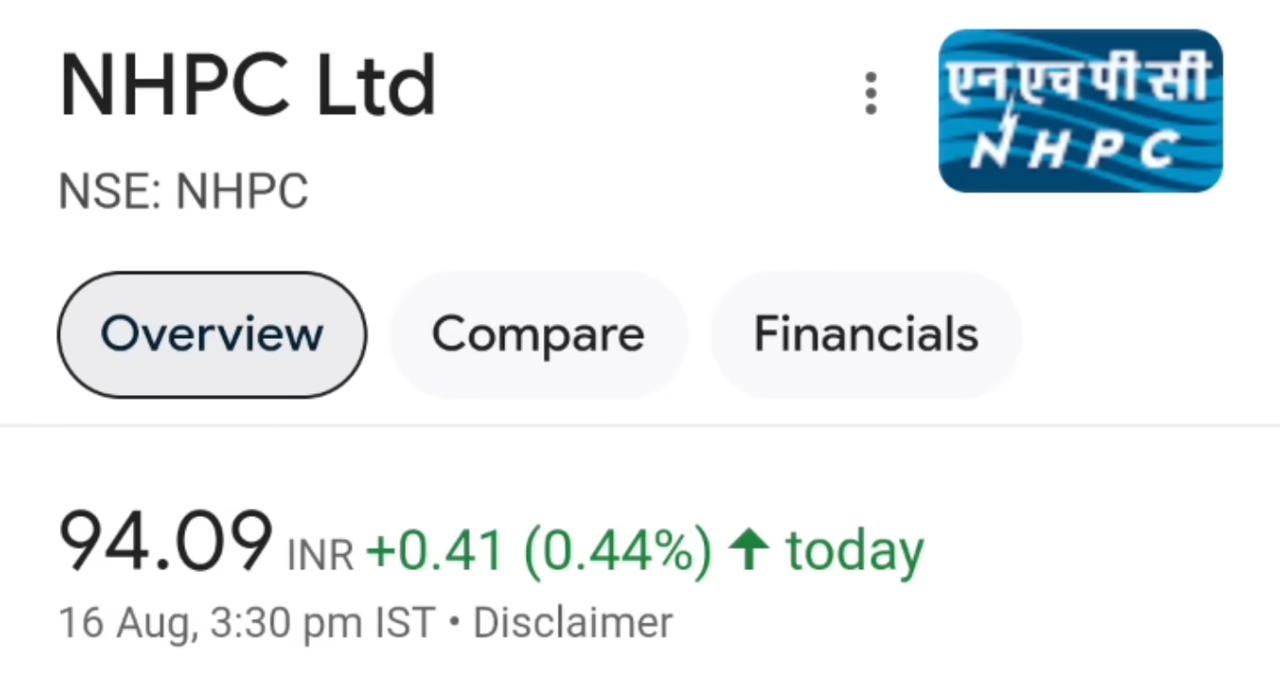 NHPC Ltd
एनएचपीसी
NHPC
NSE: NHPC
Overview Compare Financials
94.09 INR +0.41 (0.44%) ↑ today
16 Aug, 3:30 pm IST • Disclaimer